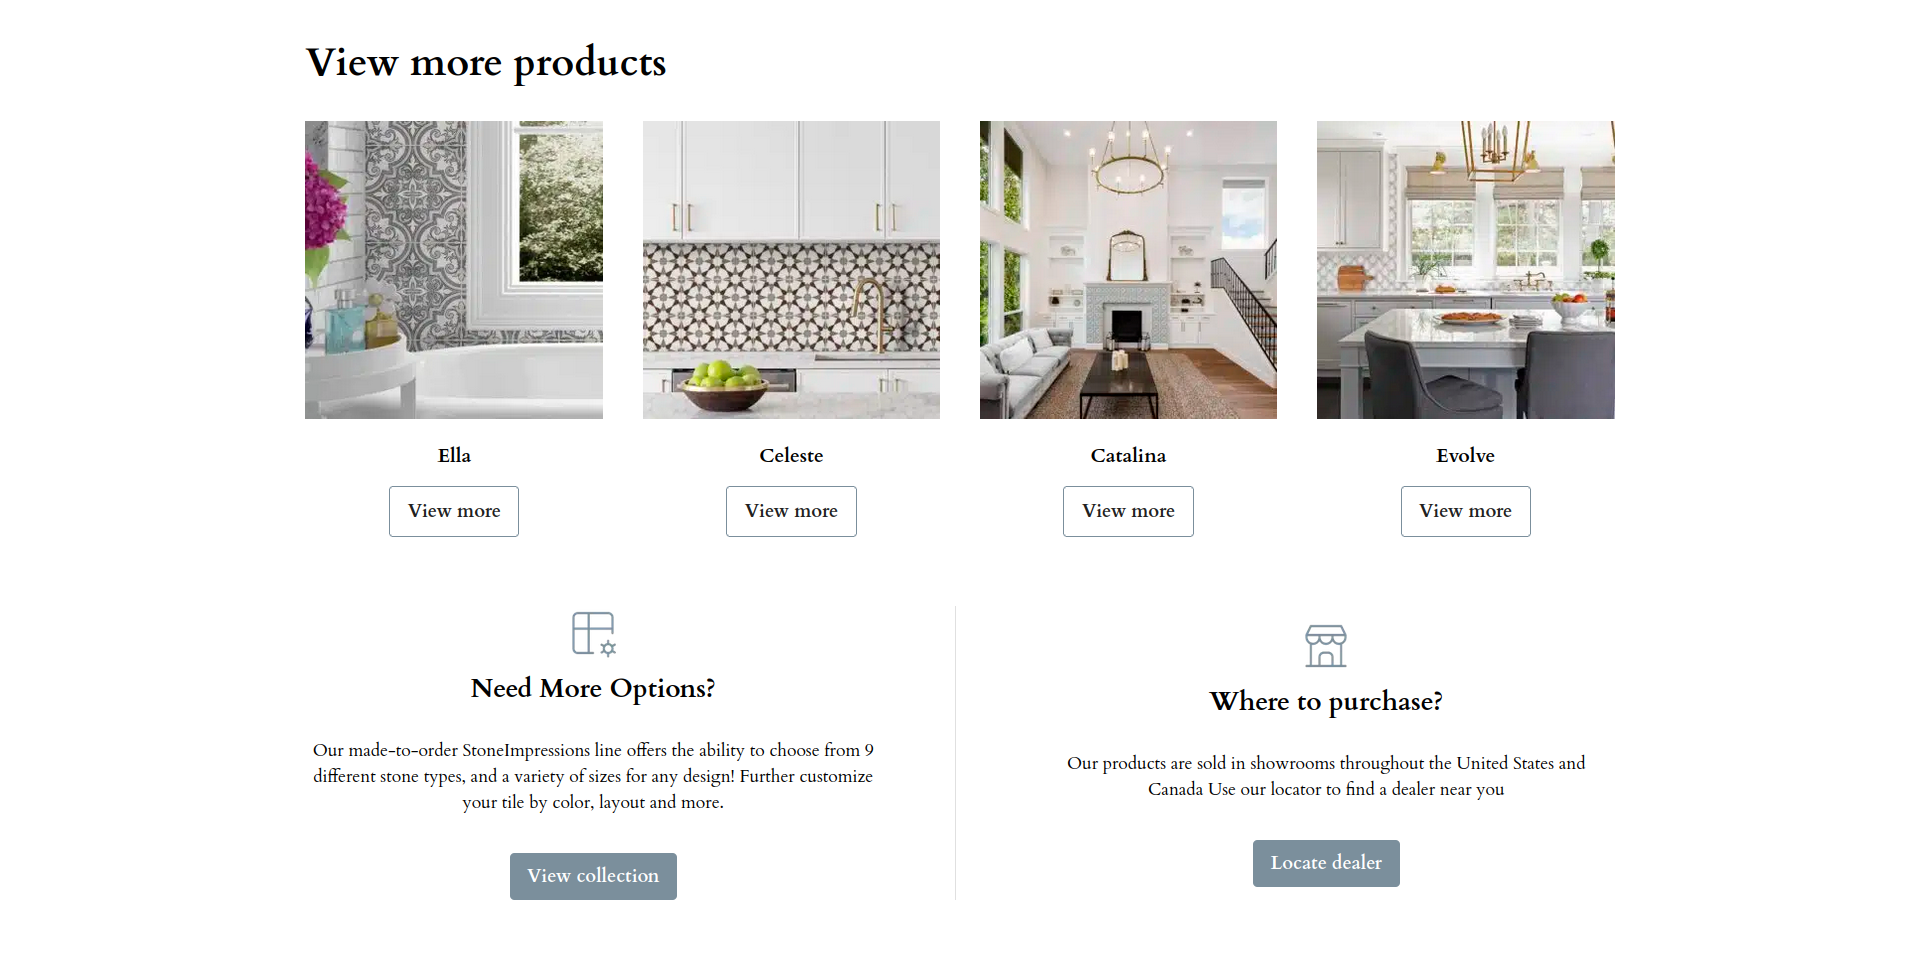 View more products
Ella
Celeste
Catalina
Evolve
View more
View more
View more
View more
Need More Options?
Our made-to-order StoneImpressions line offers the ability to choose from 9
different stone types, and a variety of sizes for any design! Further customize
your tile by color, layout and more.
View collection
Where to purchase?
Our products are sold in showrooms throughout the United States and
Canada Use our locator to find a dealer near you
Locate dealer